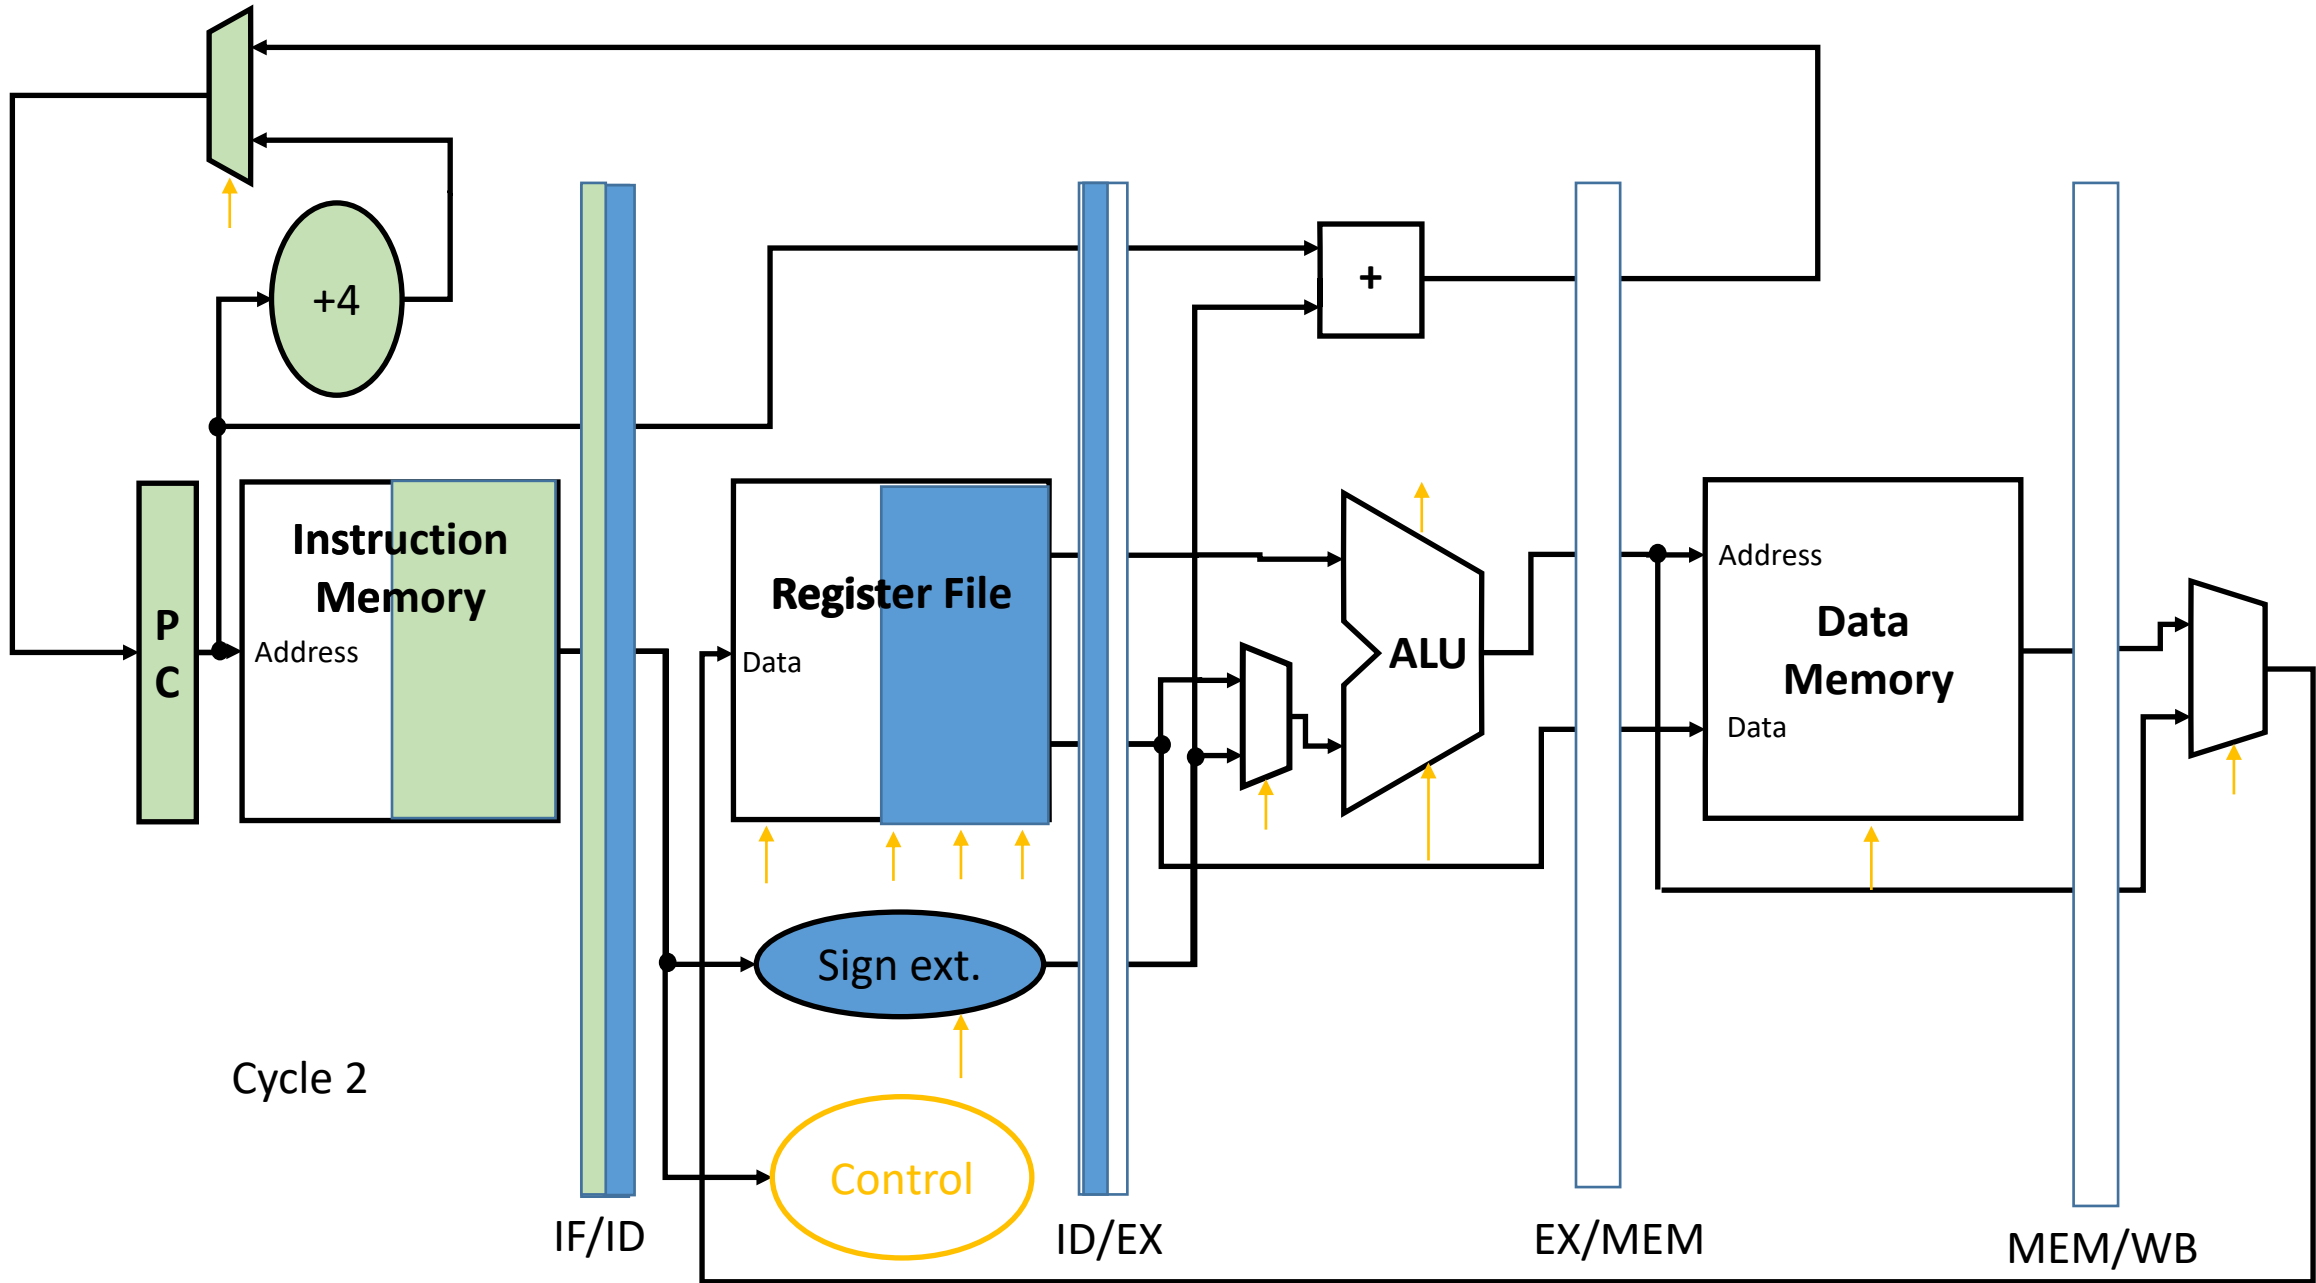 +4
+
P
C
Instruction
Memory
Address
Register File
Data
ALU
Address
Data
Memory
Data
Sign ext.
Cycle 2
Control
IF/ID
ID/EX
EX/MEM
MEM/WB